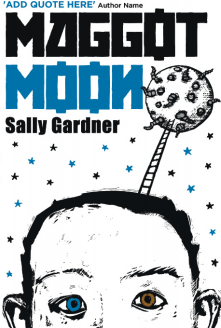 'ADD QUOTE HERE' Author Name
MAGGOT
MOON
Sally Gardner